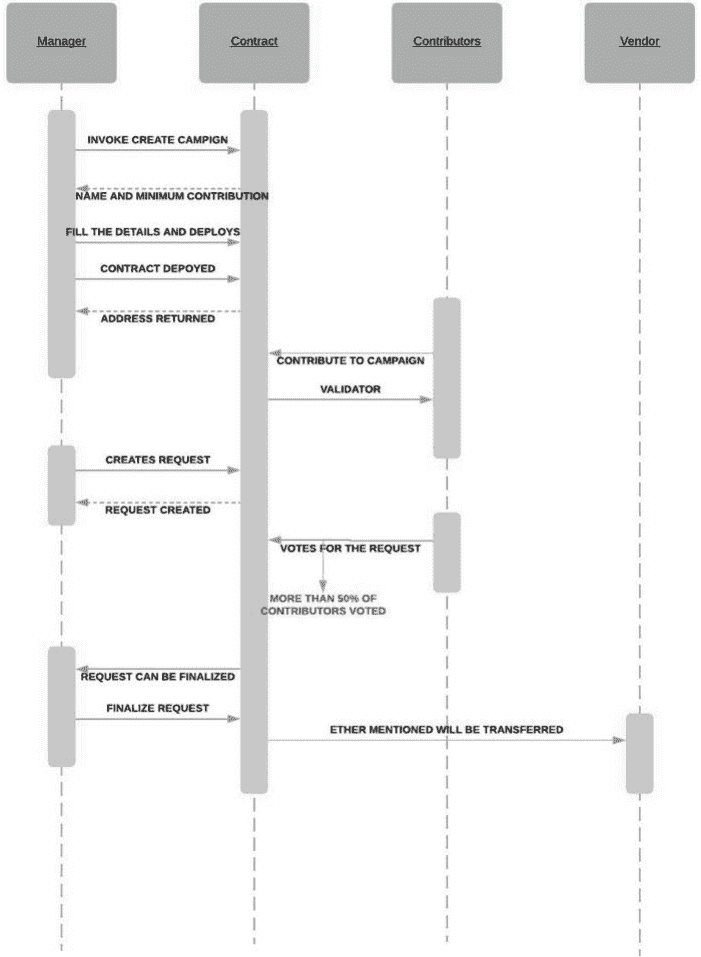 Manager
Contract
Contributors
Vendor
INVOKE CREATE CAMPIGN
NAME AND MINIMUM CONTRIBUTION
FILL THE DETAILS AND DEPLOYS
CONTRACT DEPOYED
ADDRESS RETURNED
CONTRIBUTE TO CAMPAIGN
VALIDATOR
CREATES REQUEST
REQUEST CREATED
VOTES FOR THE REQUEST
MORE THAN 50% OF
CONTRIBUTORS VOTED
REQUEST CAN BE FINALIZED
FINALIZE REQUEST
ETHER MENTIONED WILL BE TRANSFERRED